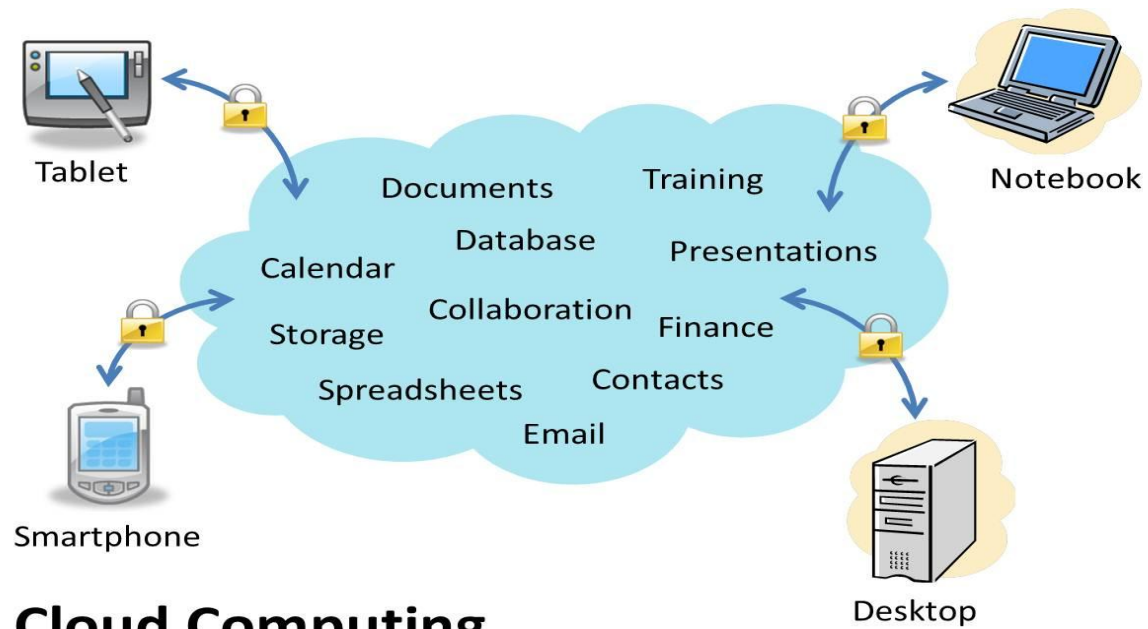 Tablet
Notebook
Documents
Training
Database
Presentations
Calendar
Collaboration
Storage
Finance
Spreadsheets
Contacts
Email
Smartphone
Desktop
Cloud Computing